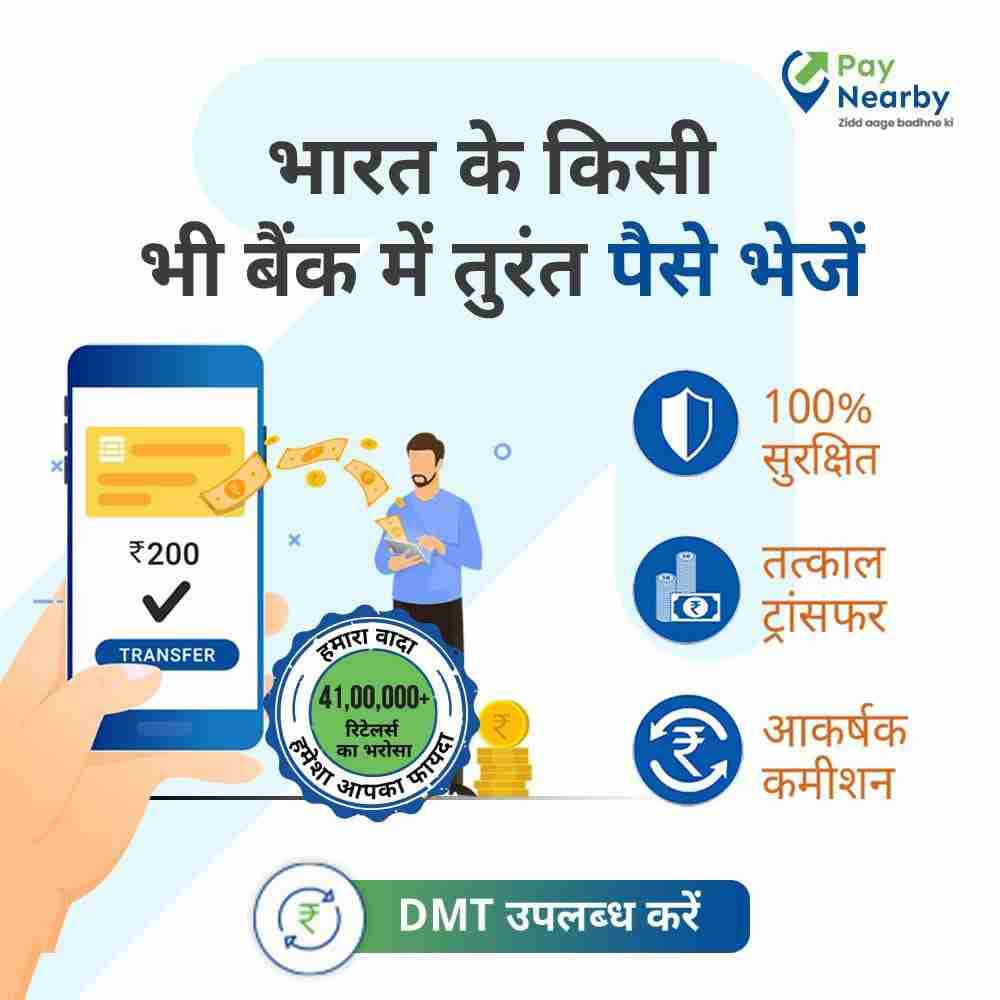 Pay
Nearby
Zidd aage badhne ki
भारत के किसी
भी बैंक में तुरंत पैसे भेजें
₹200
TRANSFER
हमारा वादा
41,00,000+
रिटेलर्स
का भरोसा
हमेशा आपका फायदा
100%
सुरक्षित
तत्काल
ट्रांसफर
आकर्षक
कमीशन
DMT उपलब्ध करें